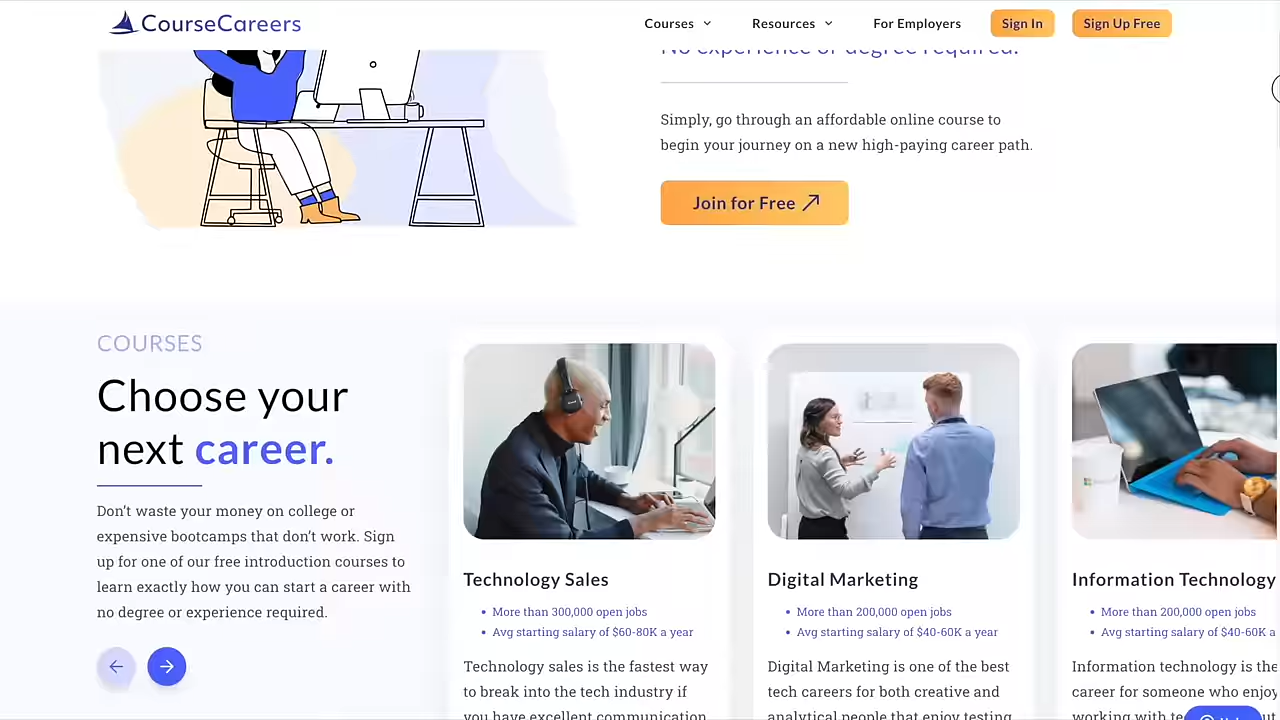 CourseCareers
Courses
Resources
For Employers
Sign In
Sign Up Free
No experience or degree required.
Simply, go through an affordable online course to
begin your journey on a new high-paying career path.
Join for Free
COURSES
Choose your
next career.
Don't waste your money on college or
expensive bootcamps that don't work. Sign
up for one of our free introduction courses to
learn exactly how you can start a career with
no degree or experience required.
Technology Sales
• More than 300,000 open jobs
• Avg starting salary of $60-80K a year
Technology sales is the fastest way
to break into the tech industry if
you have excellent communication
Digital Marketing
• More than 200,000 open jobs
• Avg starting salary of $40-60K a year
Digital Marketing is one of the best
tech careers for both creative and
analytical people that enjoy testing
Information Technology
• More than 200,000 open jobs
• Avg starting salary of $40-60K a
Information technology is the
career for someone who enjoy
working with